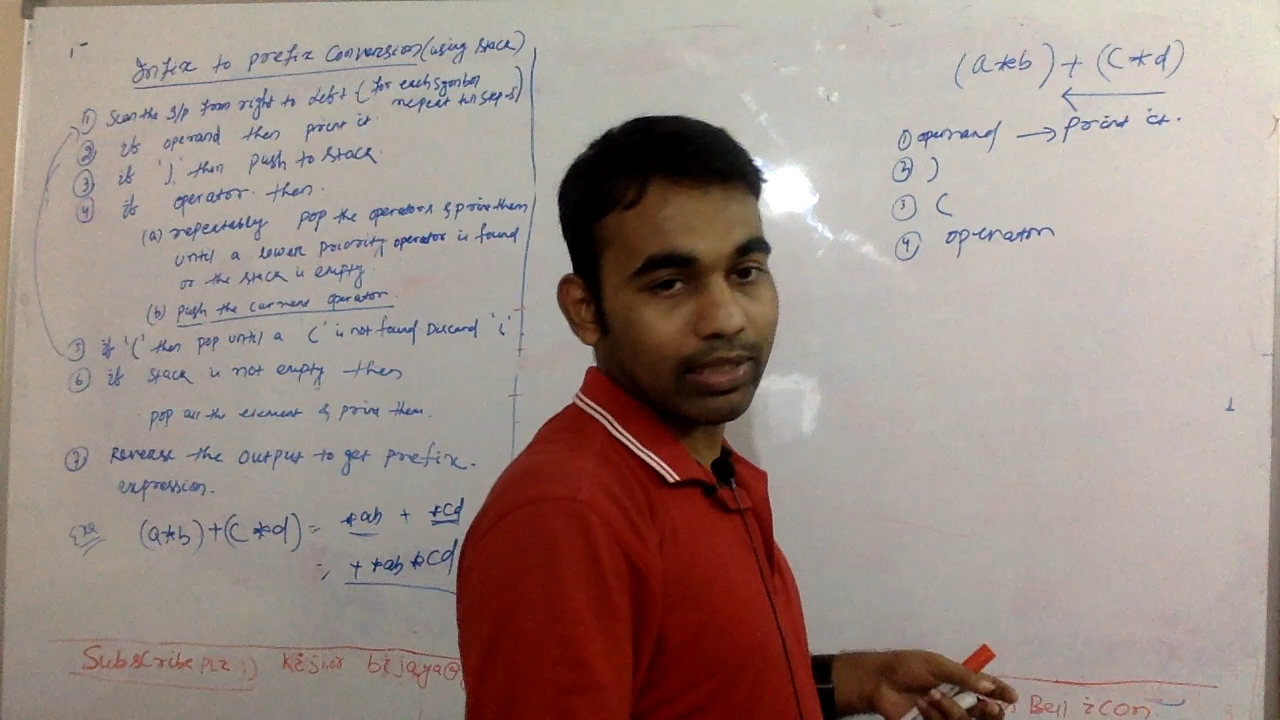 Infix to prefix conversion (using stack)
① Scan the I/p from right to left (for each symbol
repeat till step-5)
② if operand then print it
③ if ')' then push to stack.
④ if operator then.
(a) repeatably pop the operators & print them
until a lower priority operator is found
or the stack is empty
(b) push the current operator.
⑤ if '(' then pop until a '(' is not found Discard '('
⑥ if stack is not empty then
pop all the element & print them.
⑦ Reverse the output to get prefix.
expression.
(a*b)+(c*d) = *ab + *cd
= + *ab *cd
Subscribe plz :) kisior bijaya@
(a*b) + (c*d)
① operand → print it.
② )
③ (
④ operator
Bell icon